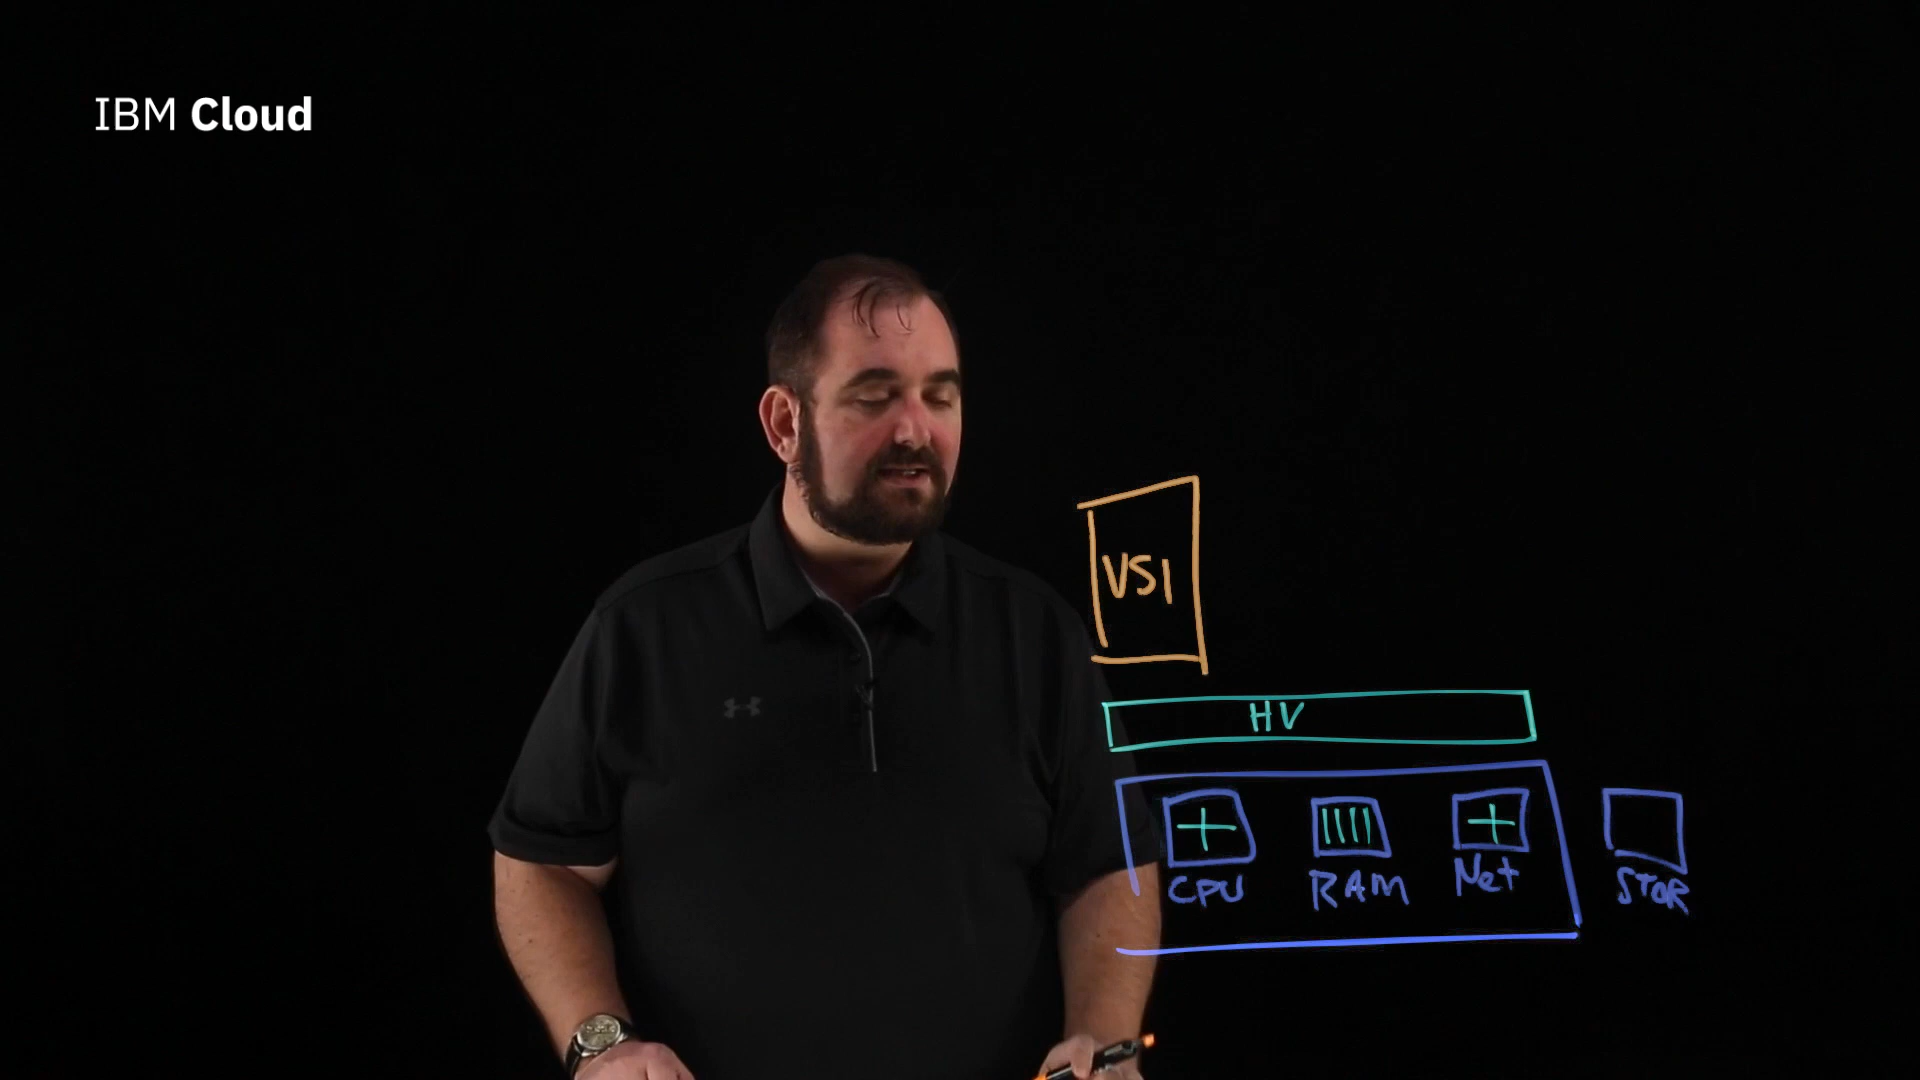 IBM Cloud
VSI
HV
CPU
RAM
Net
STOR